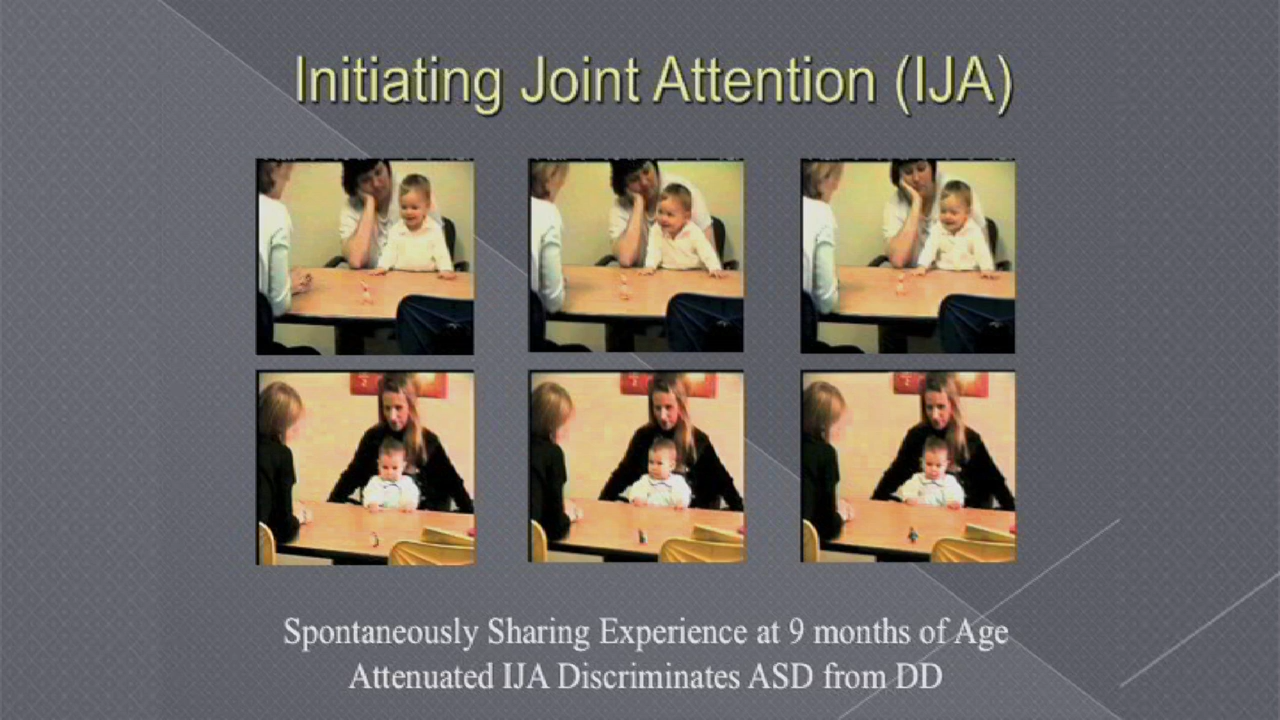 Initiating Joint Attention (IJA)
Spontaneously Sharing Experience at 9 months of Age
Attenuated IJA Discriminates ASD from DD